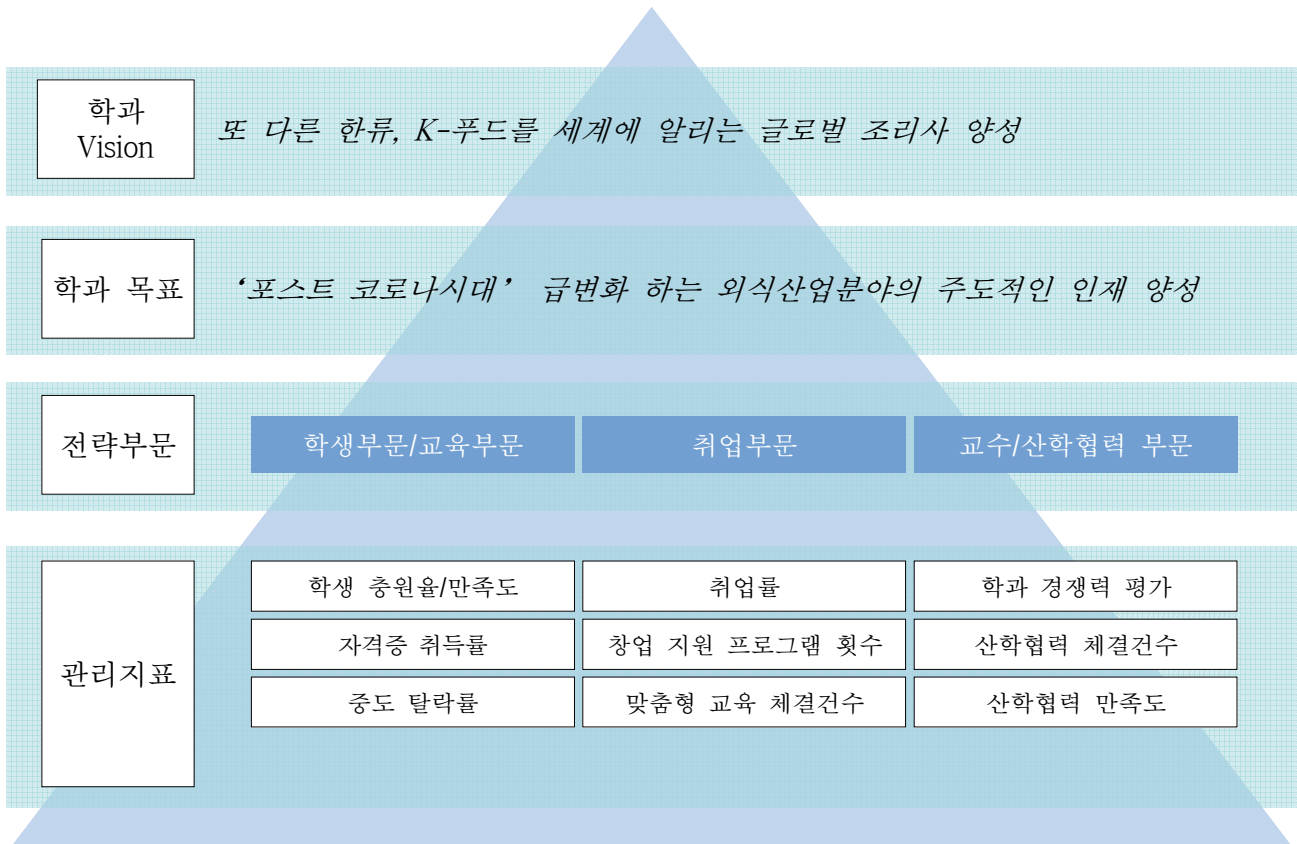 학과
Vision
또 다른 한류, K-푸드를 세계에 알리는 글로벌 조리사 양성
학과 목표
‘포스트 코로나시대’ 급변화 하는 외식산업분야의 주도적인 인재 양성
전략부문
학생부문/교육부문
취업부문
교수/산학협력 부문
관리지표
학생 충원율/만족도
취업률
학과 경쟁력 평가
자격증 취득률
창업 지원 프로그램 횟수
산학협력 체결건수
중도 탈락률
맞춤형 교육 체결건수
산학협력 만족도